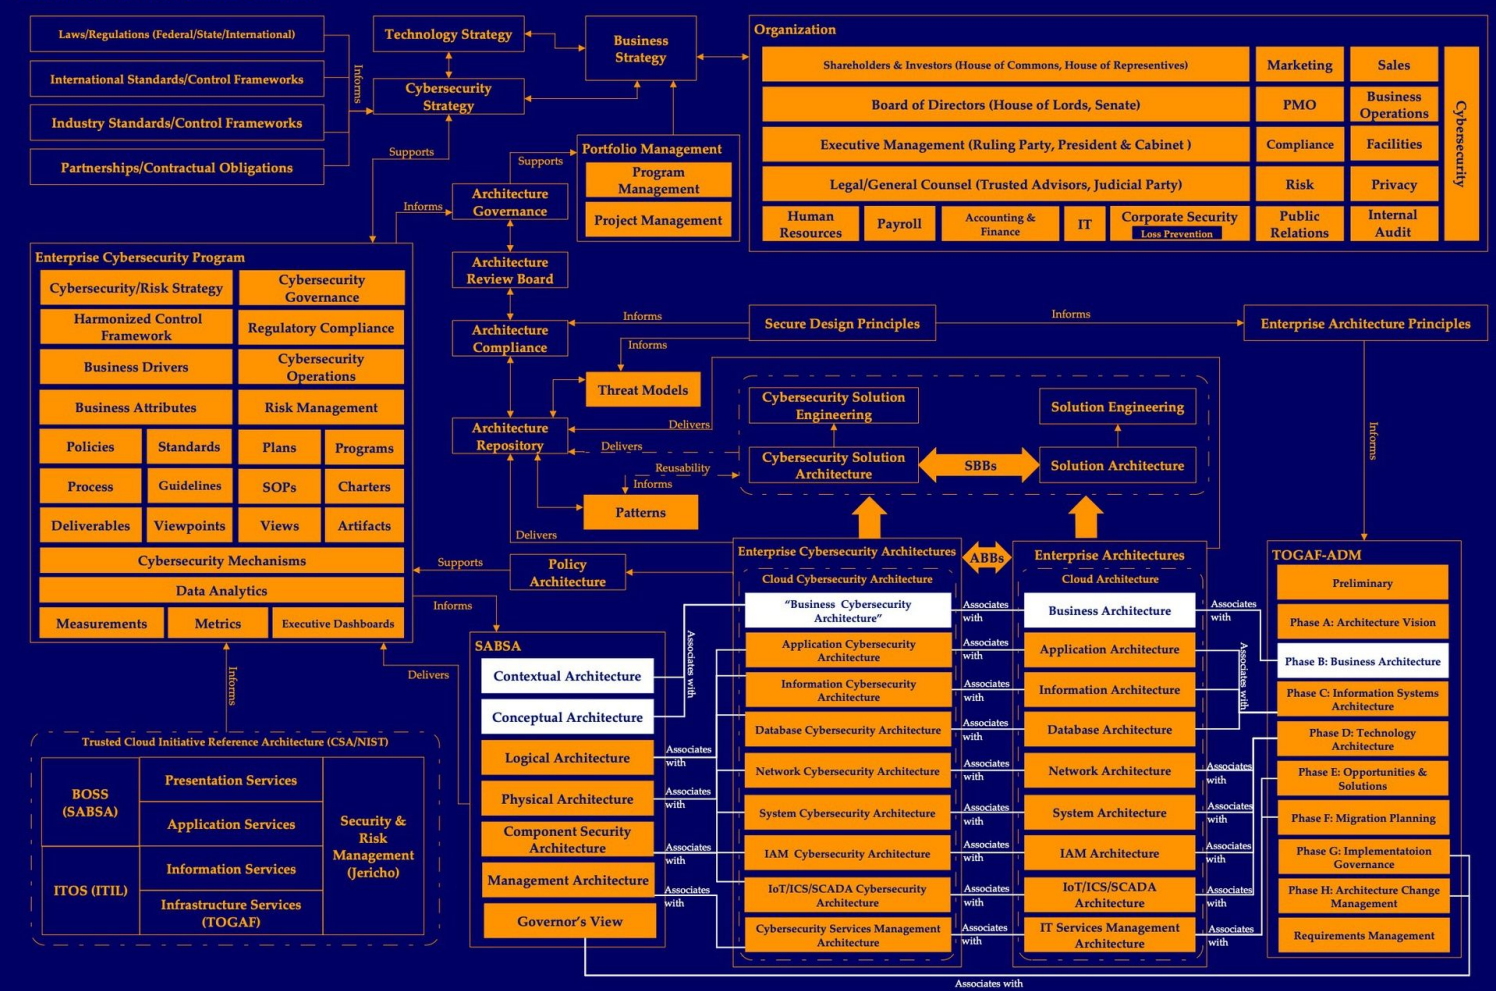 Laws/Regulations (Federal/State/International)
International Standards/Control Frameworks
Industry Standards/Control Frameworks
Partnerships/Contractual Obligations
Informs
Technology Strategy
Cybersecurity
Strategy
Business
Strategy
Supports
Informs
Supports
Architecture
Governance
Architecture
Review Board
Architecture
Compliance
Architecture
Repository
Portfolio Management
Program
Management
Project Management
Organization
Shareholders & Investors (House of Commons, House of Representatives)
Board of Directors (House of Lords, Senate)
Executive Management (Ruling Party, President & Cabinet )
Legal/General Counsel (Trusted Advisors, Judicial Party)
Human
Resources
Payroll
Accounting &
Finance
IT
Corporate Security
Loss Prevention
Marketing
PMO
Compliance
Risk
Public
Relations
Sales
Business
Operations
Facilities
Privacy
Internal
Audit
Cybersecurity
Enterprise Cybersecurity Program
Cybersecurity/Risk Strategy
Cybersecurity
Governance
Harmonized Control
Framework
Regulatory Compliance
Business Drivers
Cybersecurity
Operations
Business Attributes
Risk Management
Policies
Standards
Plans
Programs
Process
Guidelines
SOPs
Charters
Deliverables
Viewpoints
Views
Artifacts
Cybersecurity Mechanisms
Data Analytics
Measurements
Metrics
Executive Dashboards
Informs
Secure Design Principles
Informs
Enterprise Architecture Principles
Informs
Threat Models
Delivers
Delivers
Reusability
Informs
Patterns
Delivers
Informs
Cybersecurity Solution
Engineering
Solution Engineering
Cybersecurity Solution
Architecture
SBBs
Solution Architecture
Supports
Policy
Architecture
Informs
Delivers
Informs
SABSA
Contextual Architecture
Conceptual Architecture
Logical Architecture
Physical Architecture
Component Security
Architecture
Management Architecture
Governor's View
Associates with
Associates
with
Associates
with
Associates
with
Associates
with
Enterprise Cybersecurity Architectures
Cloud Cybersecurity Architecture
“Business Cybersecurity
Architecture”
Application Cybersecurity
Architecture
Information Cybersecurity
Architecture
Database Cybersecurity Architecture
Network Cybersecurity Architecture
System Cybersecurity Architecture
IAM Cybersecurity Architecture
IoT/ICS/SCADA Cybersecurity
Architecture
Cybersecurity Services Management
Architecture
ABBs
Associates
with
Associates
with
Associates
with
Associates
with
Associates
with
Associates
with
Associates
with
Associates
with
Associates
with
Enterprise Architectures
Cloud Architecture
Business Architecture
Application Architecture
Information Architecture
Database Architecture
Network Architecture
System Architecture
IAM Architecture
IoT/ICS/SCADA
Architecture
IT Services Management
Architecture
Associates
with
Associates with
Associates
with
Associates
with
Associates
with
Associates
with
Associates
with
TOGAF-ADM
Preliminary
Phase A: Architecture Vision
Phase B: Business Architecture
Phase C: Information Systems
Architecture
Phase D: Technology
Architecture
Phase E: Opportunities &
Solutions
Phase F: Migration Planning
Phase G: Implementatoion
Governance
Phase H: Architecture Change
Management
Requirements Management
Associates with
Trusted Cloud Initiative Reference Architecture (CSA/NIST)
BOSS
(SABSA)
ITOS (ITIL)
Presentation Services
Application Services
Information Services
Infrastructure Services
(TOGAF)
Security &
Risk
Management
(Jericho)